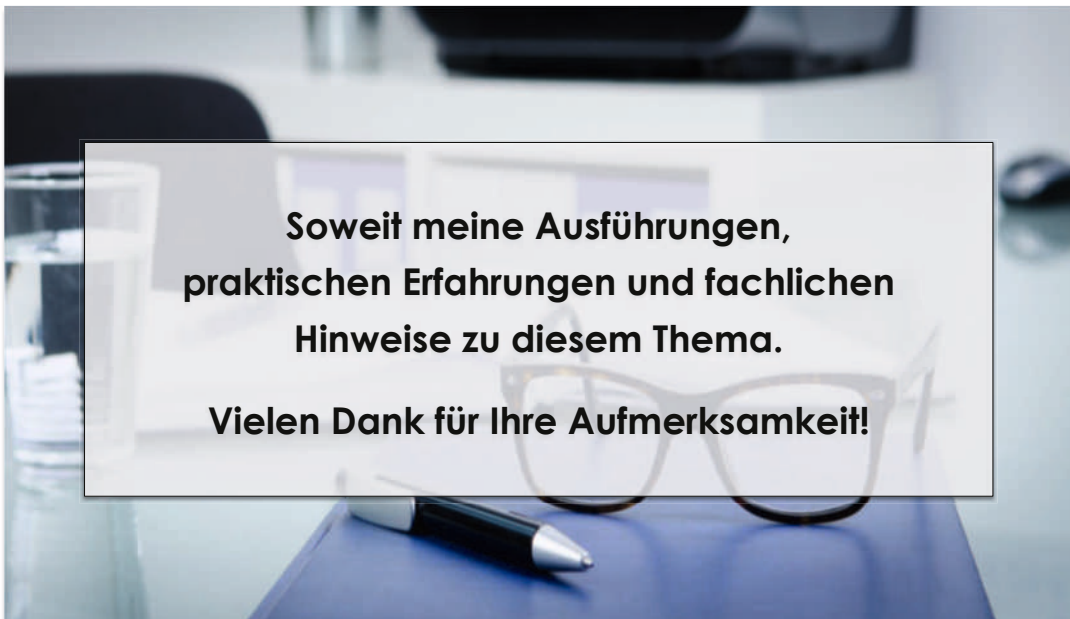 Soweit meine Ausführungen,
praktischen Erfahrungen und fachlichen
Hinweise zu diesem Thema.
Vielen Dank für Ihre Aufmerksamkeit!